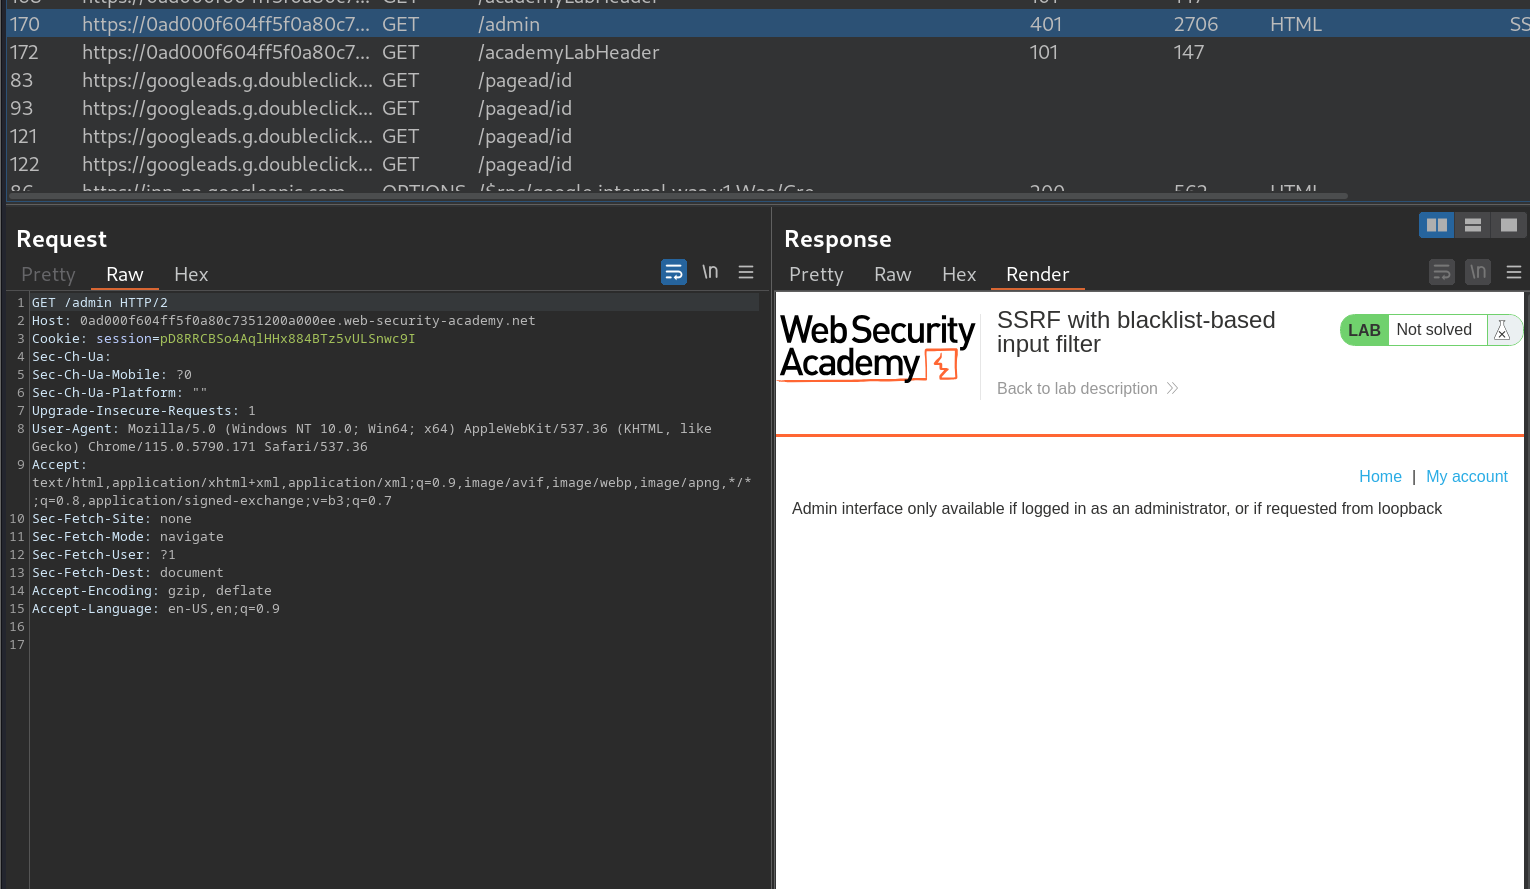 170 https://0ad000f604ff5f0a80c7... GET /admin 401 2706 HTML SS
172 https://0ad000f604ff5f0a80c7... GET /academyLabHeader 101 147
83 https://googleads.g.doubleclick... GET /pagead/id
93 https://googleads.g.doubleclick... GET /pagead/id
121 https://googleads.g.doubleclick... GET /pagead/id
122 https://googleads.g.doubleclick... GET /pagead/id
Request
Pretty Raw Hex
\n
1 GET /admin HTTP/2
2 Host: 0ad000f604ff5f0a80c7351200a000ee.web-security-academy.net
3 Cookie: session=pD8RRCBSo4AqlHHx884BTz5vULSnwc9I
4 Sec-Ch-Ua:
5 Sec-Ch-Ua-Mobile: ?0
6 Sec-Ch-Ua-Platform: ""
7 Upgrade-Insecure-Requests: 1
8 User-Agent: Mozilla/5.0 (Windows NT 10.0; Win64; x64) AppleWebKit/537.36 (KHTML, like
Gecko) Chrome/115.0.5790.171 Safari/537.36
9 Accept:
text/html,application/xhtml+xml,application/xml;q=0.9,image/avif,image/webp,image/apng,*/*
;q=0.8,application/signed-exchange;v=b3;q=0.7
10 Sec-Fetch-Site: none
11 Sec-Fetch-Mode: navigate
12 Sec-Fetch-User: ?1
13 Sec-Fetch-Dest: document
14 Accept-Encoding: gzip, deflate
15 Accept-Language: en-US,en;q=0.9
16
17
Response
Pretty Raw Hex Render
\n
Web Security
Academy
SSRF with blacklist-based
input filter
Back to lab description
LAB Not solved
Home | My account
Admin interface only available if logged in as an administrator, or if requested from loopback